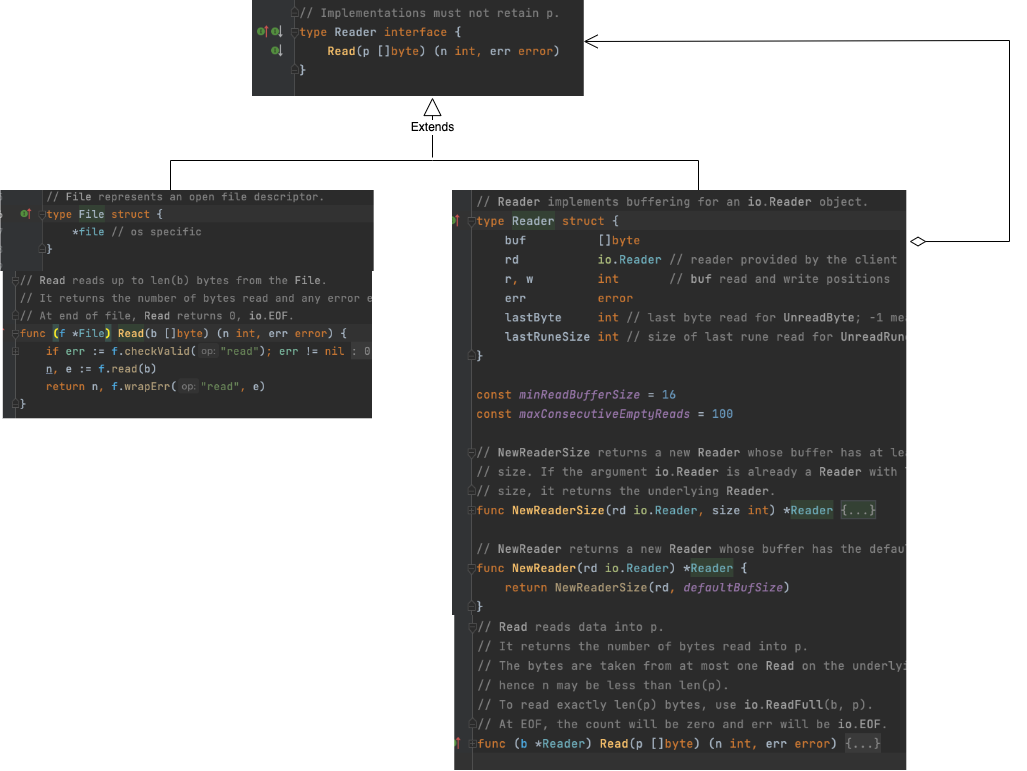 // Implementations must not retain p.
type Reader interface {
Read(p []byte) (n int, err error)
}
Extends
// File represents an open file descriptor.
type File struct {
*file // os specific
}
// Read reads up to len(b) bytes from the File.
// It returns the number of bytes read and any error e
// At end of file, Read returns 0, io.EOF.
func (f *File) Read(b []byte) (n int, err error) {
if err := f.checkValid( op: "read"); err != nil : 0
n, e := f.read(b)
return n, f.wrapErr( op: "read", e)
}
// Reader implements buffering for an io.Reader object.
type Reader struct {
buf []byte
rd io.Reader // reader provided by the client
r, w int // buf read and write positions
err error
lastByte int // last byte read for UnreadByte; -1 mea
lastRuneSize int // size of last rune read for UnreadRun
}
const minReadBufferSize = 16
const maxConsecutiveEmptyReads = 100
// NewReaderSize returns a new Reader whose buffer has at lea
// size. If the argument io.Reader is already a Reader with
// size, it returns the underlying Reader.
func NewReaderSize(rd io.Reader, size int) *Reader {...}
// NewReader returns a new Reader whose buffer has the defau
func NewReader(rd io.Reader) *Reader {
return NewReaderSize(rd, defaultBufSize)
}
// Read reads data into p.
// It returns the number of bytes read into p.
// The bytes are taken from at most one Read on the underlyi
// hence n may be less than len(p).
// To read exactly len(p) bytes, use io.ReadFull(b, p).
// At EOF, the count will be zero and err will be io.EOF.
func (b *Reader) Read(p []byte) (n int, err error) {...}